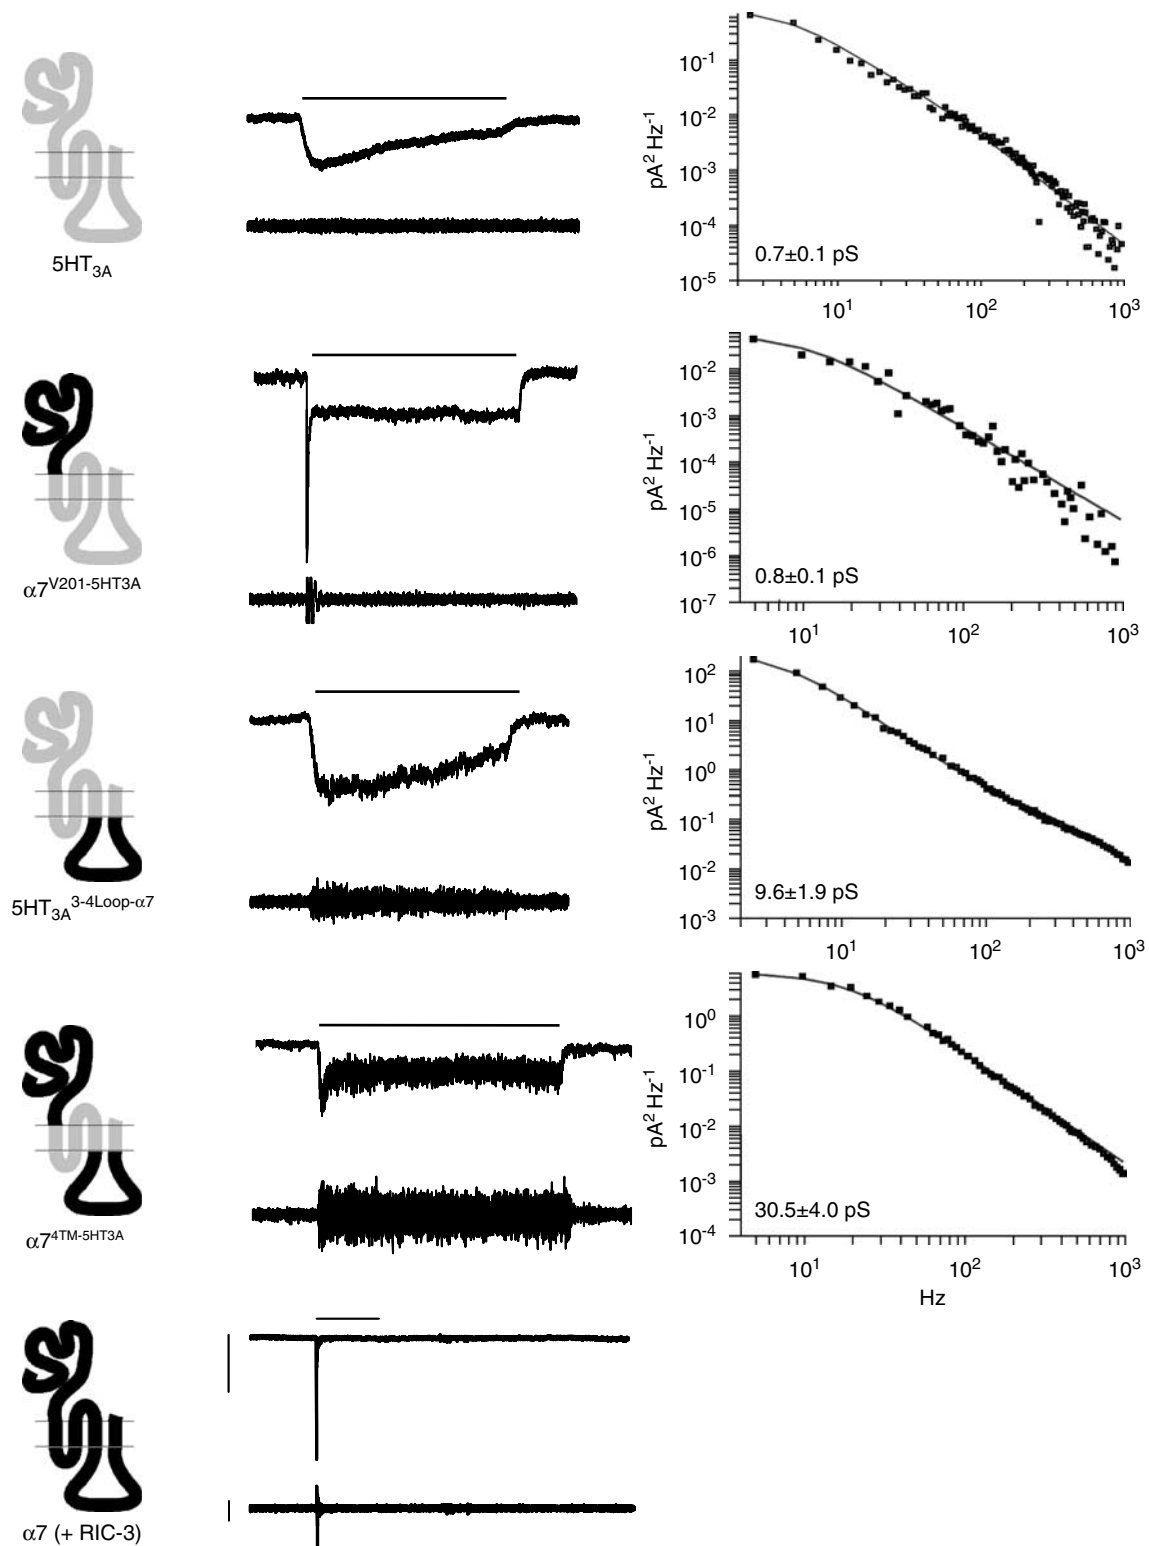 10⁻¹
10⁻²
10⁻³
10⁻⁴
10⁻⁵
pA² Hz⁻¹
0.7±0.1 pS
10¹ 10² 10³
5HT₃A
10⁻²
10⁻³
10⁻⁴
10⁻⁵
10⁻⁶
10⁻⁷
pA² Hz⁻¹
0.8±0.1 pS
10¹ 10² 10³
α7V201-5HT3A
10²
10¹
10⁰
10⁻¹
10⁻²
10⁻³
pA² Hz⁻¹
9.6±1.9 pS
10¹ 10² 10³
5HT₃A3-4Loop-α7
10⁰
10⁻¹
10⁻²
10⁻³
10⁻⁴
pA² Hz⁻¹
30.5±4.0 pS
10¹ 10² 10³
Hz
α74TM-5HT3A
α7 (+ RIC-3)